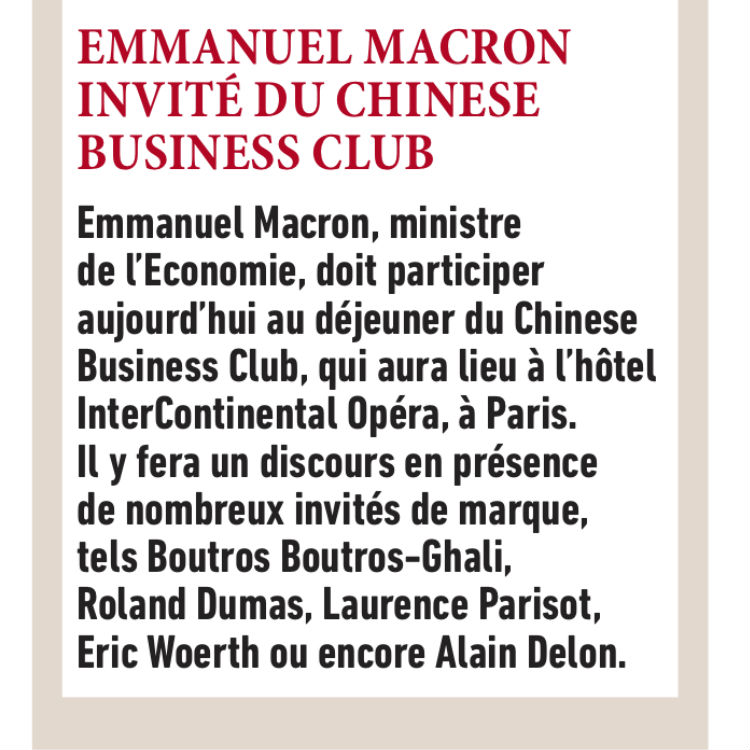 EMMANUEL MACRON
INVITÉ DU CHINESE
BUSINESS CLUB
Emmanuel Macron, ministre
de l’Economie, doit participer
aujourd’hui au déjeuner du Chinese
Business Club, qui aura lieu à l’hôtel
InterContinental Opéra, à Paris.
Il y fera un discours en présence
de nombreux invités de marque,
tels Boutros Boutros-Ghali,
Roland Dumas, Laurence Parisot,
Eric Woerth ou encore Alain Delon.